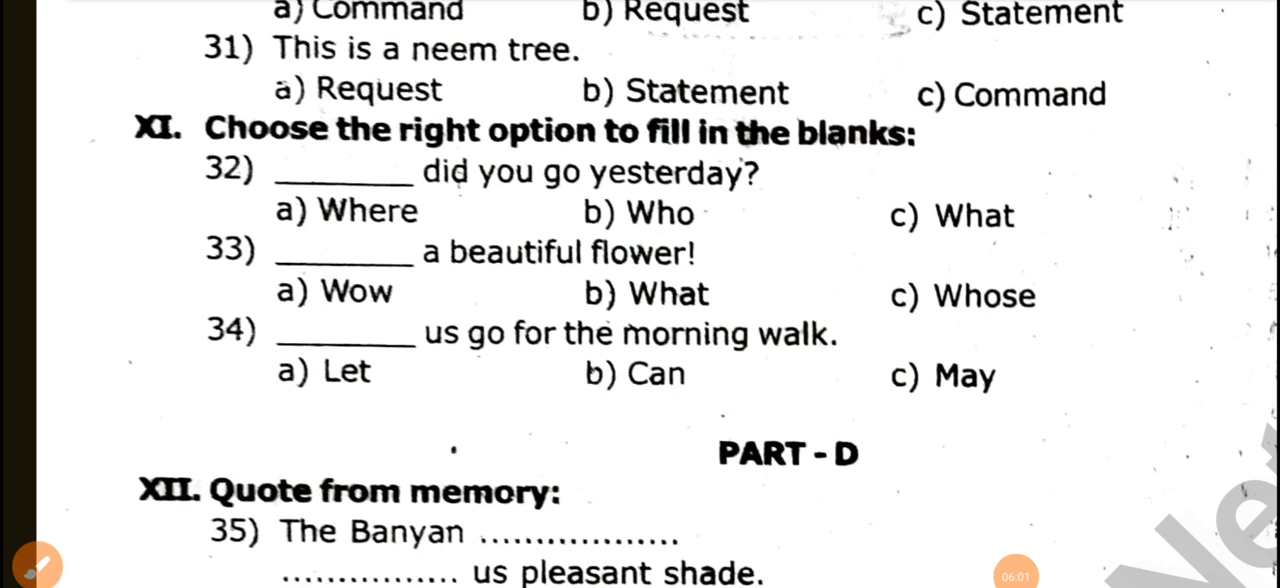 a) Command b) Request c) Statement
31) This is a neem tree.
a) Request b) Statement c) Command
XI. Choose the right option to fill in the blanks:
32) ________ did you go yesterday?
a) Where b) Who c) What
33) ________ a beautiful flower!
a) Wow b) What c) Whose
34) ________ us go for the morning walk.
a) Let b) Can c) May
PART - D
XII. Quote from memory:
35) The Banyan ...................
................ us pleasant shade.
06:01